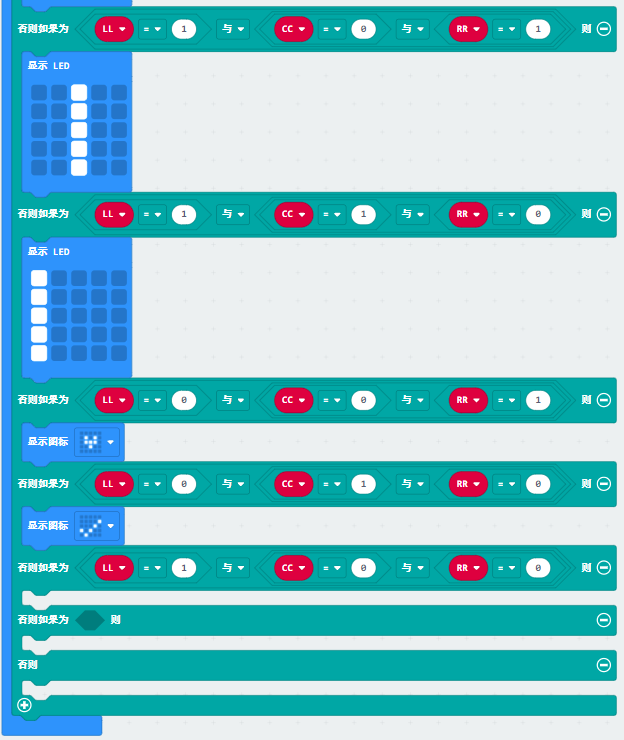 否则如果为 LL = 1 与 CC = 0 与 RR = 1 则
显示 LED
否则如果为 LL = 1 与 CC = 1 与 RR = 0 则
显示 LED
否则如果为 LL = 0 与 CC = 0 与 RR = 1 则
显示图标
否则如果为 LL = 0 与 CC = 1 与 RR = 0 则
显示图标
否则如果为 LL = 1 与 CC = 0 与 RR = 0 则
否则如果为 则
否则